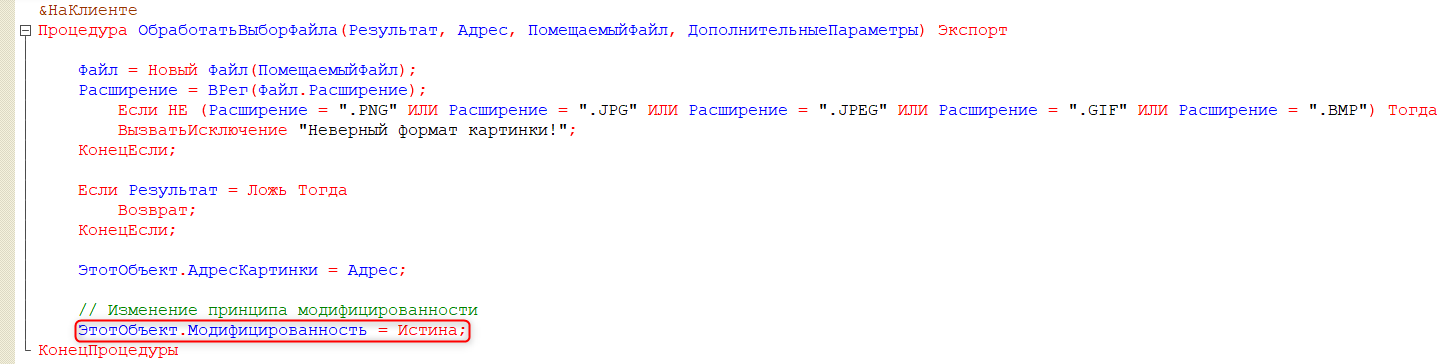 &НаКлиенте
Процедура ОбработатьВыборФайла(Результат, Адрес, ПомещаемыйФайл, ДополнительныеПараметры) Экспорт
Файл = Новый Файл(ПомещаемыйФайл);
Расширение = ВРег(Файл.Расширение);
Если НЕ (Расширение = ".PNG" ИЛИ Расширение = ".JPG" ИЛИ Расширение = ".JPEG" ИЛИ Расширение = ".GIF" ИЛИ Расширение = ".BMP") Тогда
ВызватьИсключение "Неверный формат картинки!";
КонецЕсли;
Если Результат = Ложь Тогда
Возврат;
КонецЕсли;
ЭтотОбъект.АдресКартинки = Адрес;
// Изменение принципа модифицированности
ЭтотОбъект.Модифицированность = Истина;
КонецПроцедуры